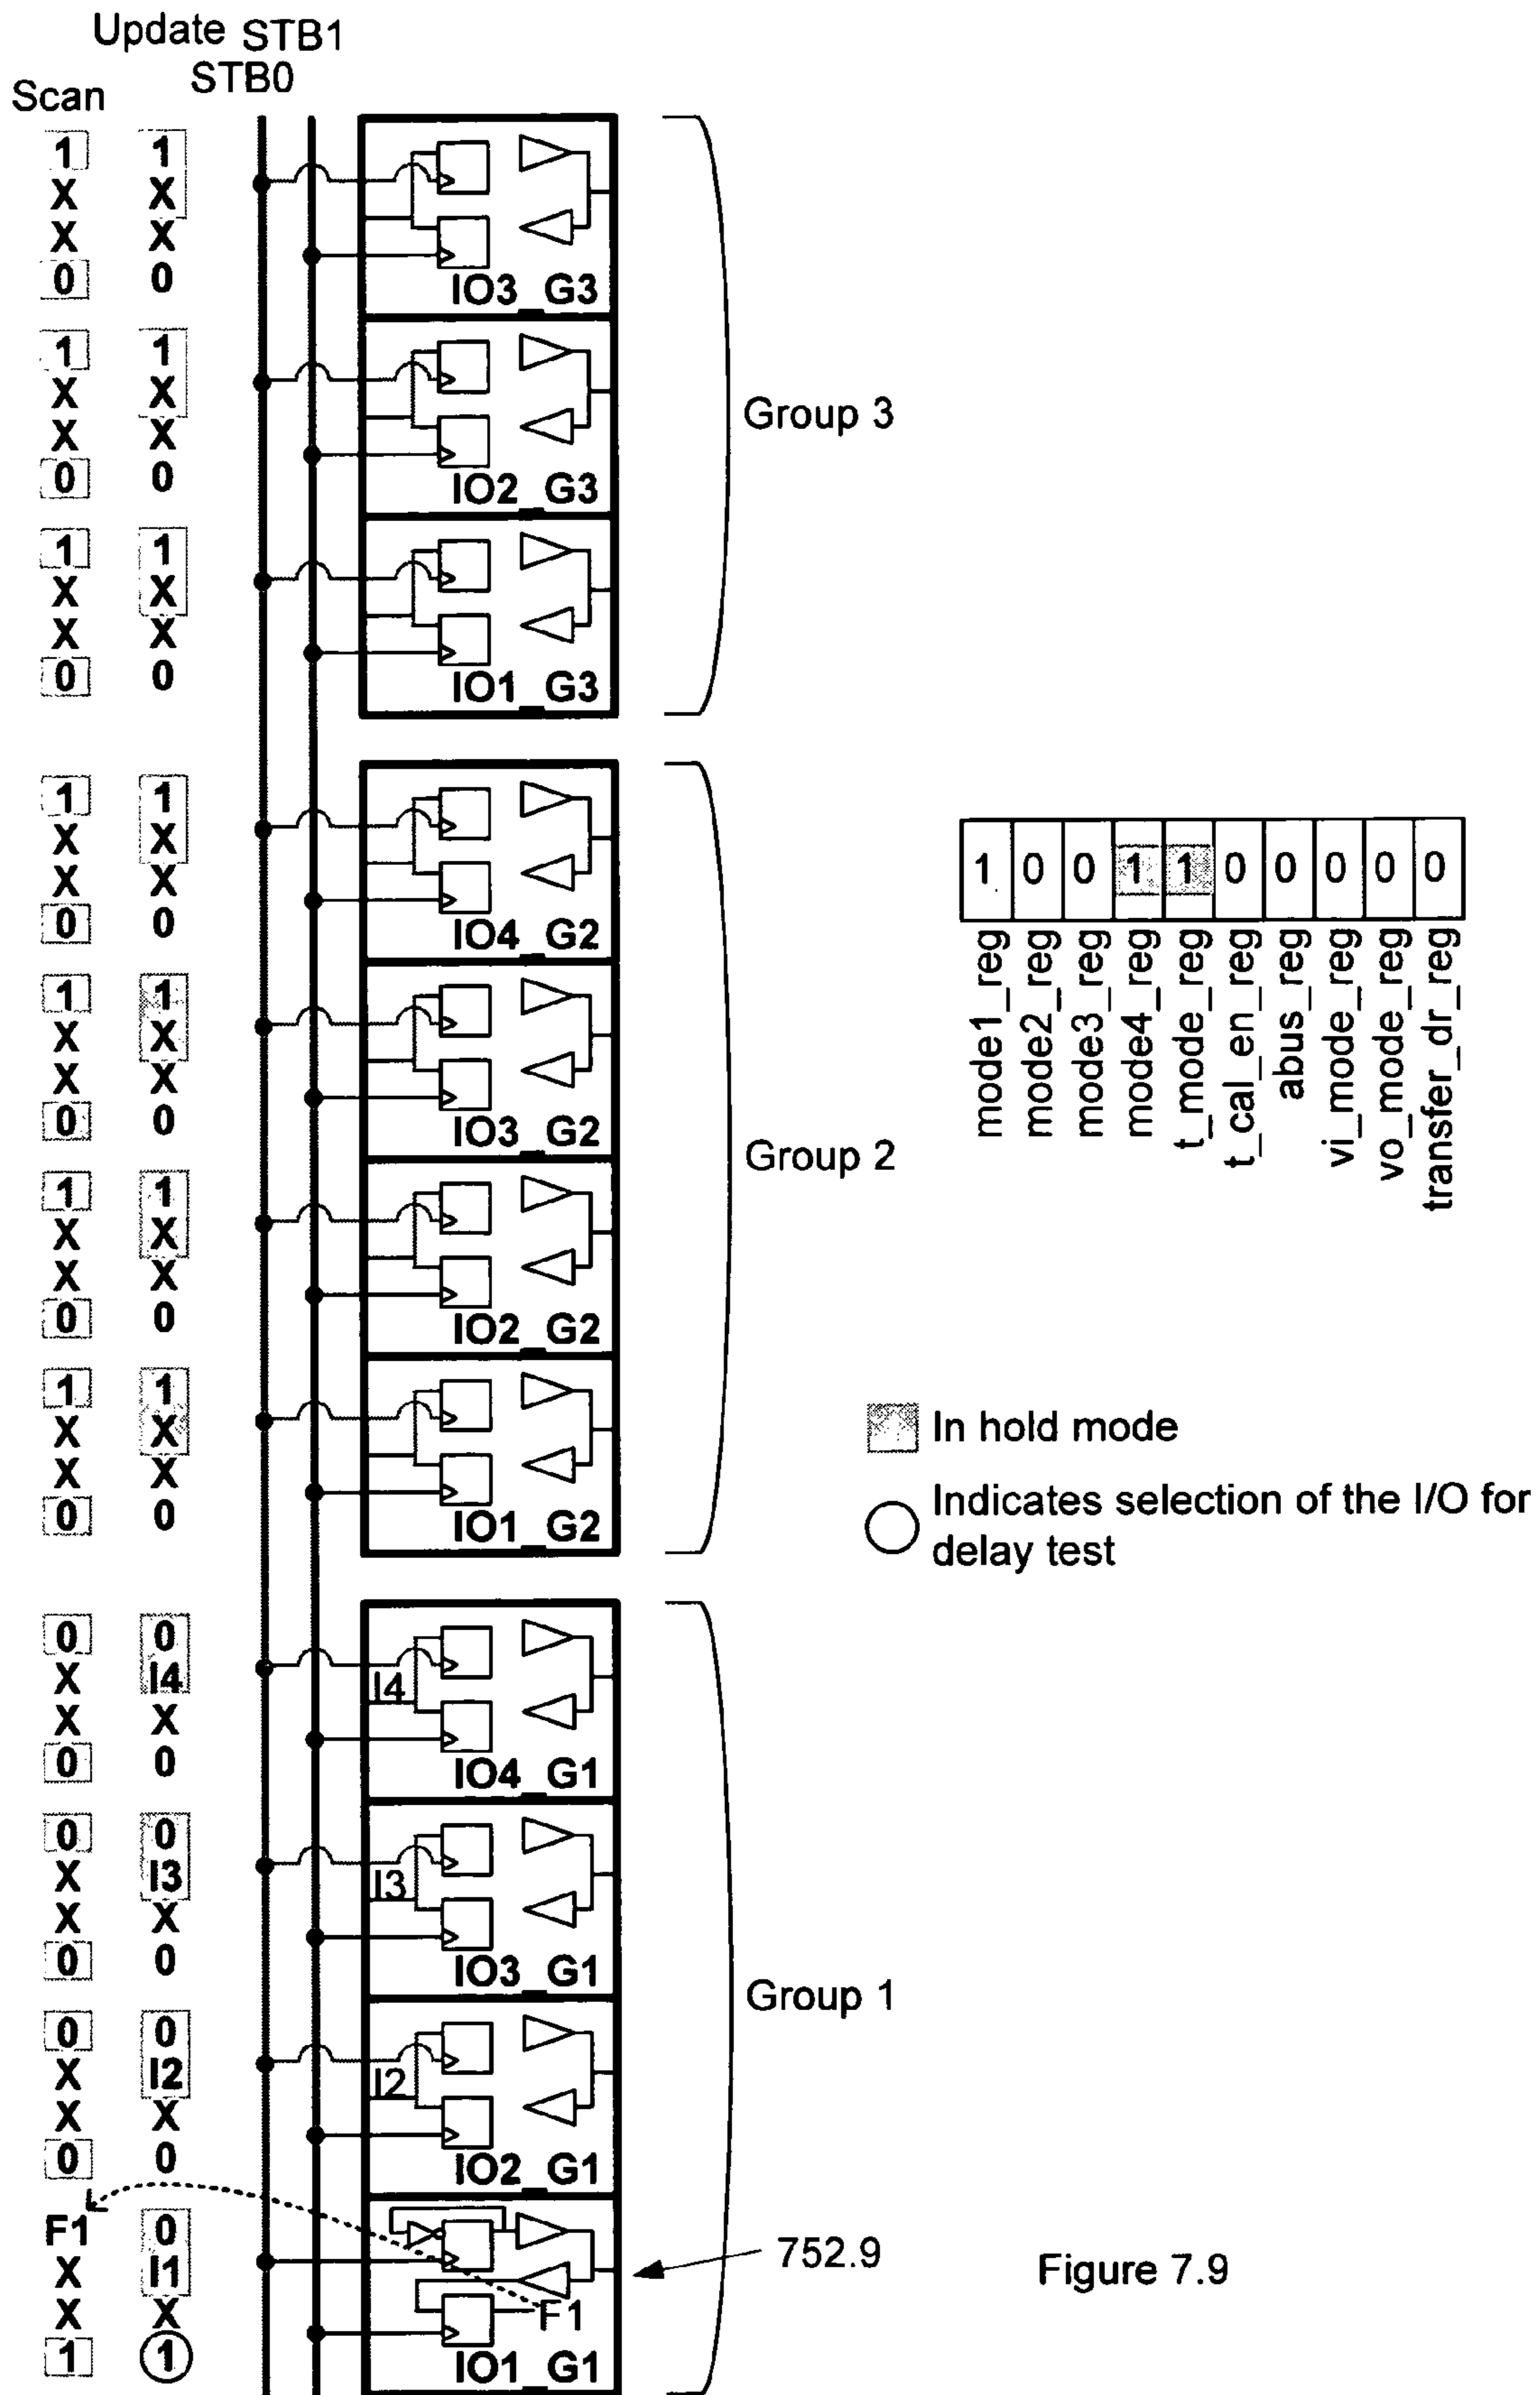 Update STB1
STB0
Scan
1 1
X X
X X
0 0
IO3_G3
1 1
X X
X X
0 0
IO2_G3
1 1
X X
X X
0 0
IO1_G3
Group 3
1 1
X X
X X
0 0
IO4_G2
1 1
X X
X X
0 0
IO3_G2
1 1
X X
X X
0 0
IO2_G2
1 1
X X
X X
0 0
IO1_G2
Group 2
1 0 0 1 1 0 0 0 0 0
mode1_reg
mode2_reg
mode3_reg
mode4_reg
t_mode_reg
t_cal_en_reg
abus_reg
vi_mode_reg
vo_mode_reg
transfer_dr_reg
In hold mode
Indicates selection of the I/O for
delay test
0 0
X I4 I4
X X
0 0
IO4_G1
0 0
X I3 I3
X X
0 0
IO3_G1
0 0
X I2 I2
X X
0 0
IO2_G1
Group 1
F1 0
X I1
X X F1
1 1
IO1_G1
752.9
Figure 7.9